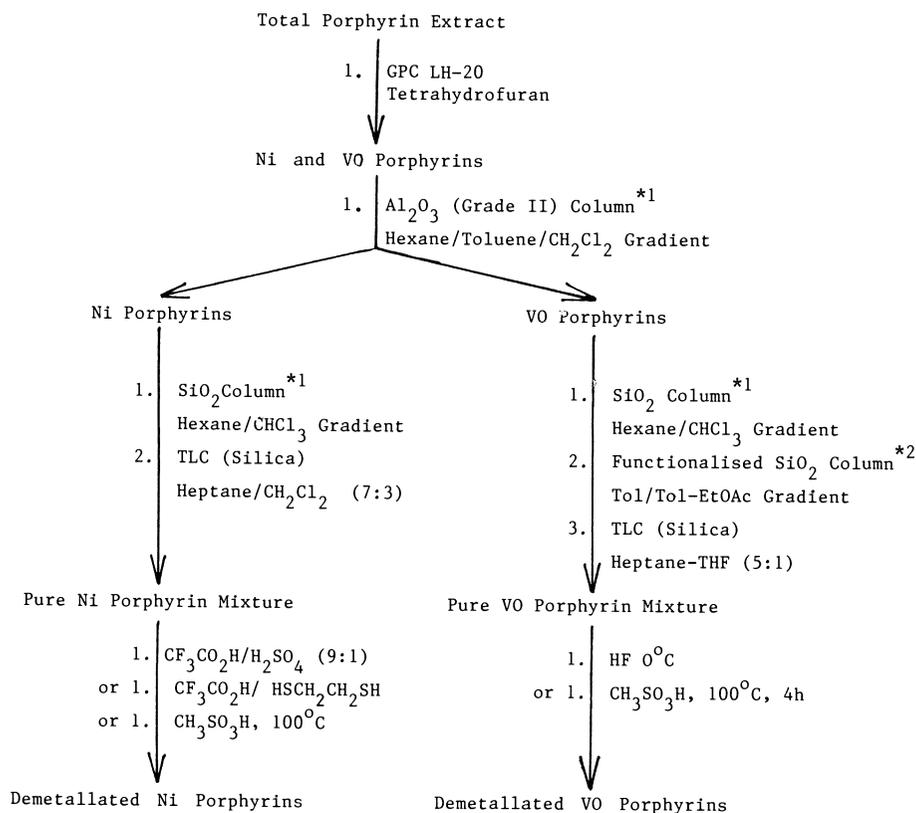 Total Porphyrin Extract
1. GPC LH-20
Tetrahydrofuran
Ni and VO Porphyrins
1. Al2O3 (Grade II) Column*1
Hexane/Toluene/CH2Cl2 Gradient
Ni Porphyrins
1. SiO2Column*1
Hexane/CHCl3 Gradient
2. TLC (Silica)
Heptane/CH2Cl2 (7:3)
Pure Ni Porphyrin Mixture
1. CF3CO2H/H2SO4 (9:1)
or 1. CF3CO2H/ HSCH2CH2SH
or 1. CH3SO3H, 100°C
Demetallated Ni Porphyrins
VO Porphyrins
1. SiO2 Column*1
Hexane/CHCl3 Gradient
2. Functionalised SiO2 Column*2
Tol/Tol-EtOAc Gradient
3. TLC (Silica)
Heptane-THF (5:1)
Pure VO Porphyrin Mixture
1. HF 0°C
or 1. CH3SO3H, 100°C, 4h
Demetallated VO Porphyrins